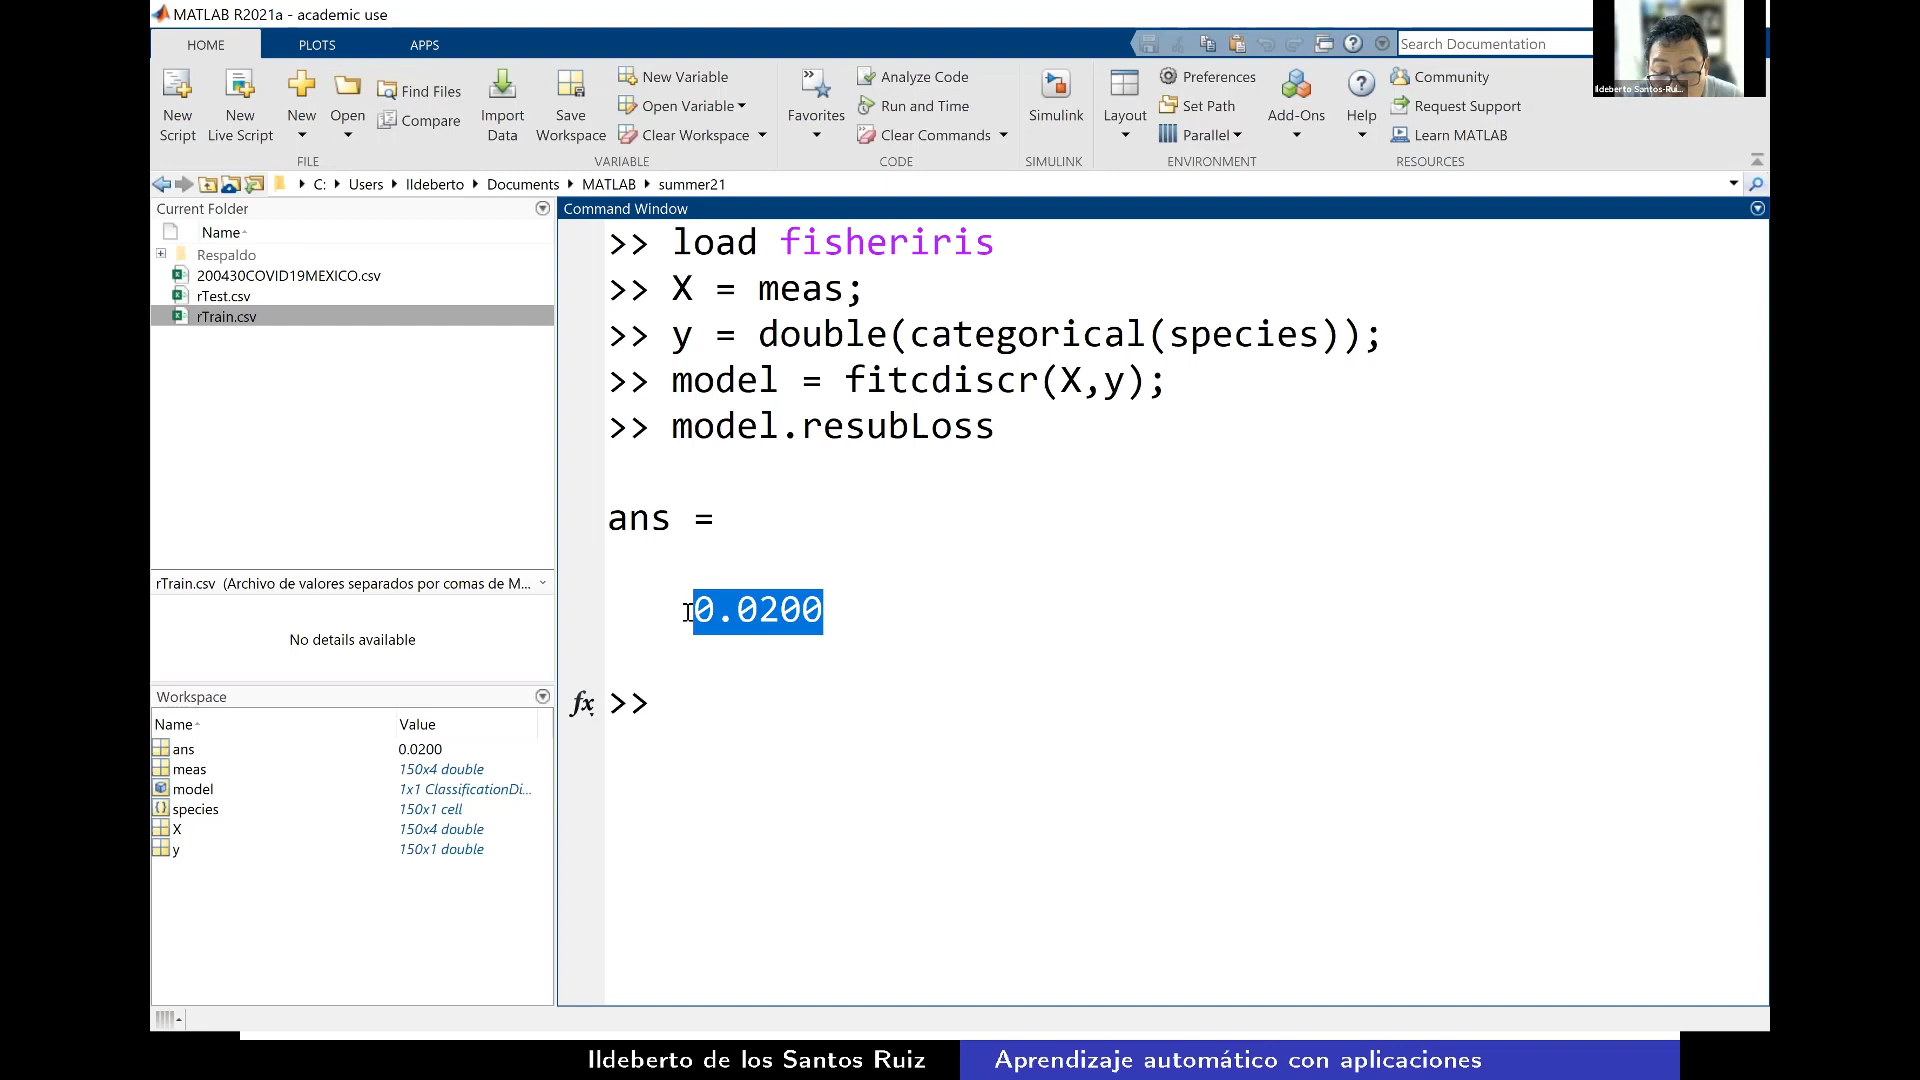 MATLAB R2021a - academic use
HOME PLOTS APPS
Search Documentation
Ildeberto Santos-Rui...
New Script
New Live Script
New
Open
Find Files
Compare
Import Data
Save Workspace
New Variable
Open Variable
Clear Workspace
Favorites
Analyze Code
Run and Time
Clear Commands
Simulink
Layout
Preferences
Set Path
Parallel
Add-Ons
Help
Community
Request Support
Learn MATLAB
FILE VARIABLE CODE SIMULINK ENVIRONMENT RESOURCES
C: Users Ildeberto Documents MATLAB summer21
Current Folder
Name
Respaldo
200430COVID19MEXICO.csv
rTest.csv
rTrain.csv
rTrain.csv (Archivo de valores separados por comas de M...
No details available
Workspace
Name Value
ans 0.0200
meas 150x4 double
model 1x1 ClassificationDi...
species 150x1 cell
X 150x4 double
y 150x1 double
Command Window
>> load fisheriris
>> X = meas;
>> y = double(categorical(species));
>> model = fitcdiscr(X,y);
>> model.resubLoss
ans =
0.0200
fx >>
Ildeberto de los Santos Ruiz
Aprendizaje automático con aplicaciones